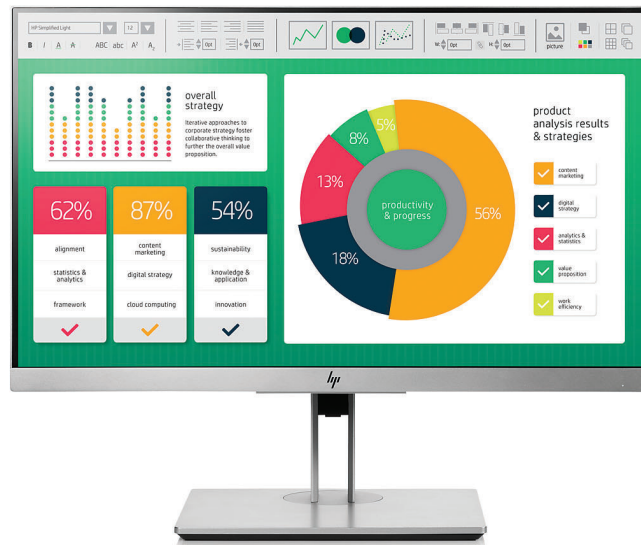 HP Simplified Light
12
B I A A ABC abc A² A₂
0pt
0pt
W: 0pt H: 0pt
picture
overall
strategy
Iterative approaches to
corporate strategy foster
collaborative thinking to
further the overall value
proposition.
62%
alignment
statistics &
analytics
framework
87%
content
marketing
digital strategy
cloud computing
54%
sustainability
knowledge &
application
innovation
5%
8%
13%
18%
56%
productivity
& progress
product
analysis results
& strategies
content
marketing
digital
strategy
analytics &
statistics
value
proposition
work
efficiency
hp